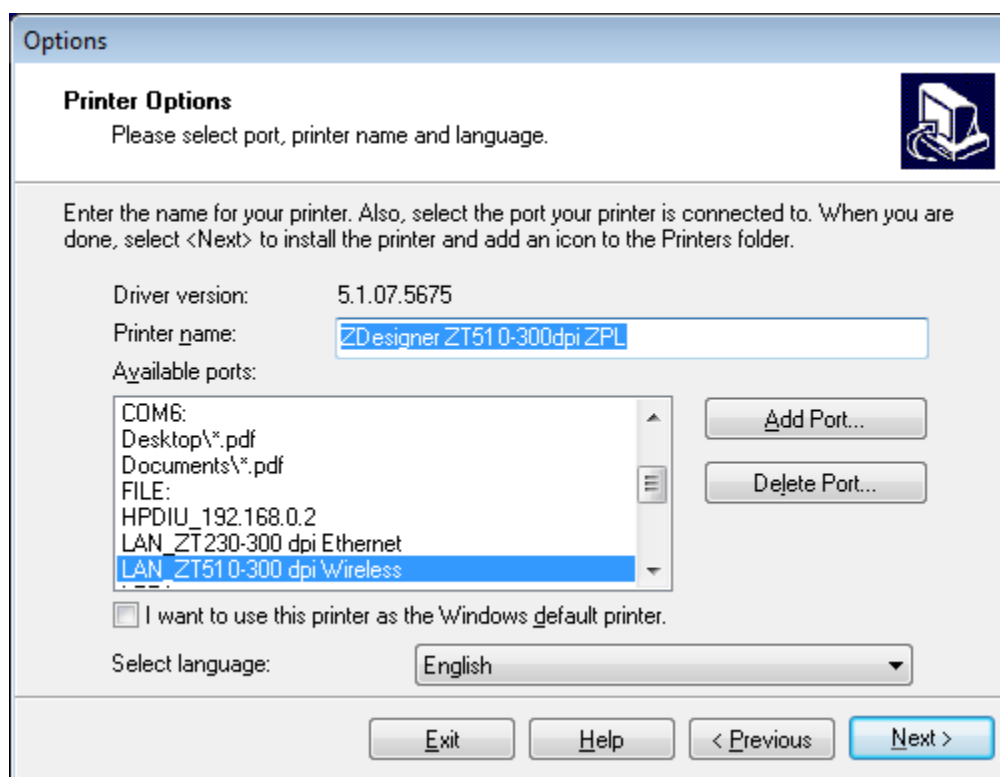 Options
Printer Options
Please select port, printer name and language.
Enter the name for your printer. Also, select the port your printer is connected to. When you are
done, select <Next> to install the printer and add an icon to the Printers folder.
Driver version: 5.1.07.5675
Printer name: ZDesigner ZT510-300dpi ZPL
Available ports:
COM6:
Desktop\*.pdf
Add Port...
Documents\*.pdf
FILE:
Delete Port...
HPDIU_192.168.0.2
LAN_ZT230-300 dpi Ethernet
LAN_ZT510-300 dpi Wireless
I want to use this printer as the Windows default printer.
Select language: English
Exit Help < Previous Next >